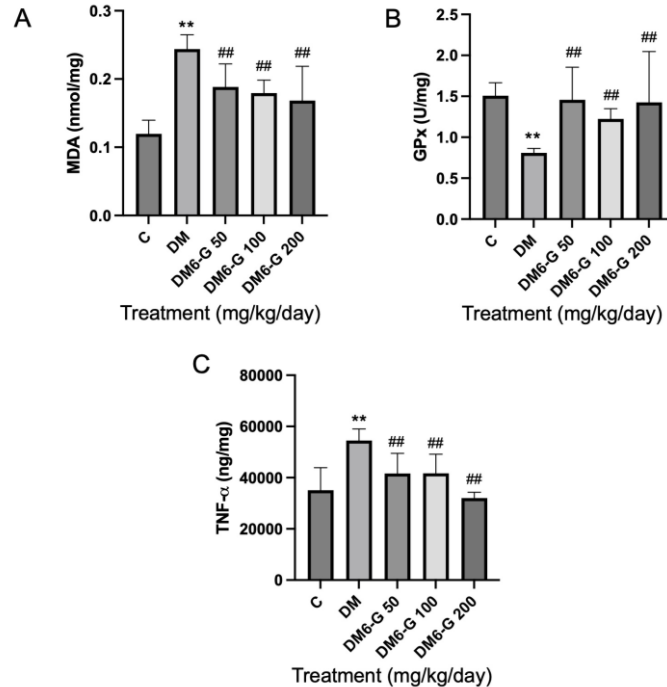 A
MDA (nmol/mg)
0.3
0.2
0.1
0.0
**
##
##
##
C
DM
DM6-G 50
DM6-G 100
DM6-G 200
Treatment (mg/kg/day)
B
GPx (U/mg)
2.5
2.0
1.5
1.0
0.5
0.0
**
##
##
##
C
DM
DM6-G 50
DM6-G 100
DM6-G 200
Treatment (mg/kg/day)
C
TNF-α (ng/mg)
80000
60000
40000
20000
0
**
##
##
##
C
DM
DM6-G 50
DM6-G 100
DM6-G 200
Treatment (mg/kg/day)